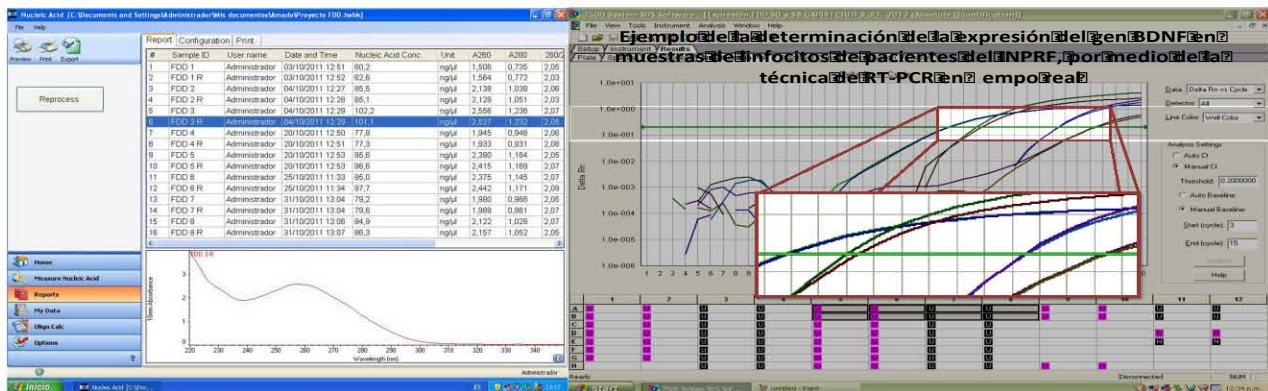 Nucleic Acid [C:\Documents and Settings\Administrador\Mis documentos\Amado\Proyecto FDD.twbk]
File Help
Preview Print Export
Reprocess
Report Configuration Print
# Sample ID User name Date and Time Nucleic Acid Conc. Unit A260 A280 260/2
1 FDD 1 Administrador 03/10/2011 12:51 60,2 ng/µl 1,506 0,735 2,05
2 FDD 1 R Administrador 03/10/2011 12:52 62,6 ng/µl 1,564 0,772 2,03
3 FDD 2 Administrador 04/10/2011 12:27 85,5 ng/µl 2,138 1,038 2,06
4 FDD 2 R Administrador 04/10/2011 12:28 85,1 ng/µl 2,128 1,051 2,03
5 FDD 3 Administrador 04/10/2011 12:29 102,2 ng/µl 2,556 1,236 2,07
6 FDD 3 R Administrador 04/10/2011 12:29 101,1 ng/µl 2,527 1,232 2,05
7 FDD 4 Administrador 20/10/2011 12:50 77,8 ng/µl 1,945 0,946 2,06
8 FDD 4 R Administrador 20/10/2011 12:51 77,3 ng/µl 1,933 0,931 2,08
9 FDD 5 Administrador 20/10/2011 12:53 95,6 ng/µl 2,390 1,164 2,05
10 FDD 5 R Administrador 20/10/2011 12:53 96,6 ng/µl 2,415 1,169 2,07
11 FDD 6 Administrador 25/10/2011 11:33 95,0 ng/µl 2,375 1,145 2,07
12 FDD 6 R Administrador 25/10/2011 11:34 97,7 ng/µl 2,442 1,171 2,09
13 FDD 7 Administrador 31/10/2011 13:04 79,2 ng/µl 1,980 0,966 2,05
14 FDD 7 R Administrador 31/10/2011 13:04 79,6 ng/µl 1,989 0,961 2,07
15 FDD 8 Administrador 31/10/2011 13:06 84,9 ng/µl 2,122 1,028 2,07
16 FDD 8 R Administrador 31/10/2011 13:07 86,3 ng/µl 2,157 1,052 2,05
Home
Measure Nucleic Acid
Reports
My Data
Oligo Calc
Options
FDD 3 R
10mm Absorbance
3
2
1
0
220 230 240 250 260 270 280 290 300 310 320 330 340
Wavelength (nm)
Administrador
Inicio
ES
7500 System SDS Software
File View Tools Instrument Analysis Window Help
Setup Instrument Results
Plate
Ejemplo de la determinación de la expresión del gen BDNF en
muestras de linfocitos de pacientes del INPRF, por medio de la
técnica de RT-PCR en empo real
1.0e+001
1.0e+000
1.0e-001
1.0e-002
1.0e-003
1.0e-004
1.0e-005
1.0e-006
Delta Rn
1 2 3 4 5 6 7 8 9
Data: Delta Rn vs Cycle
Detector: All
Line Color: Well Color
Analysis Settings
Auto Ct
Manual Ct
Threshold: 0.2000000
Auto Baseline
Manual Baseline:
Start (cycle): 3
End (cycle): 15
Help
1 2 3 4 5 6 7 8 9 10 11 12
A
B
C
D
E
F
G
H
Ready
Disconnected NUM
start
untitled - Paint
12:34 p.m.